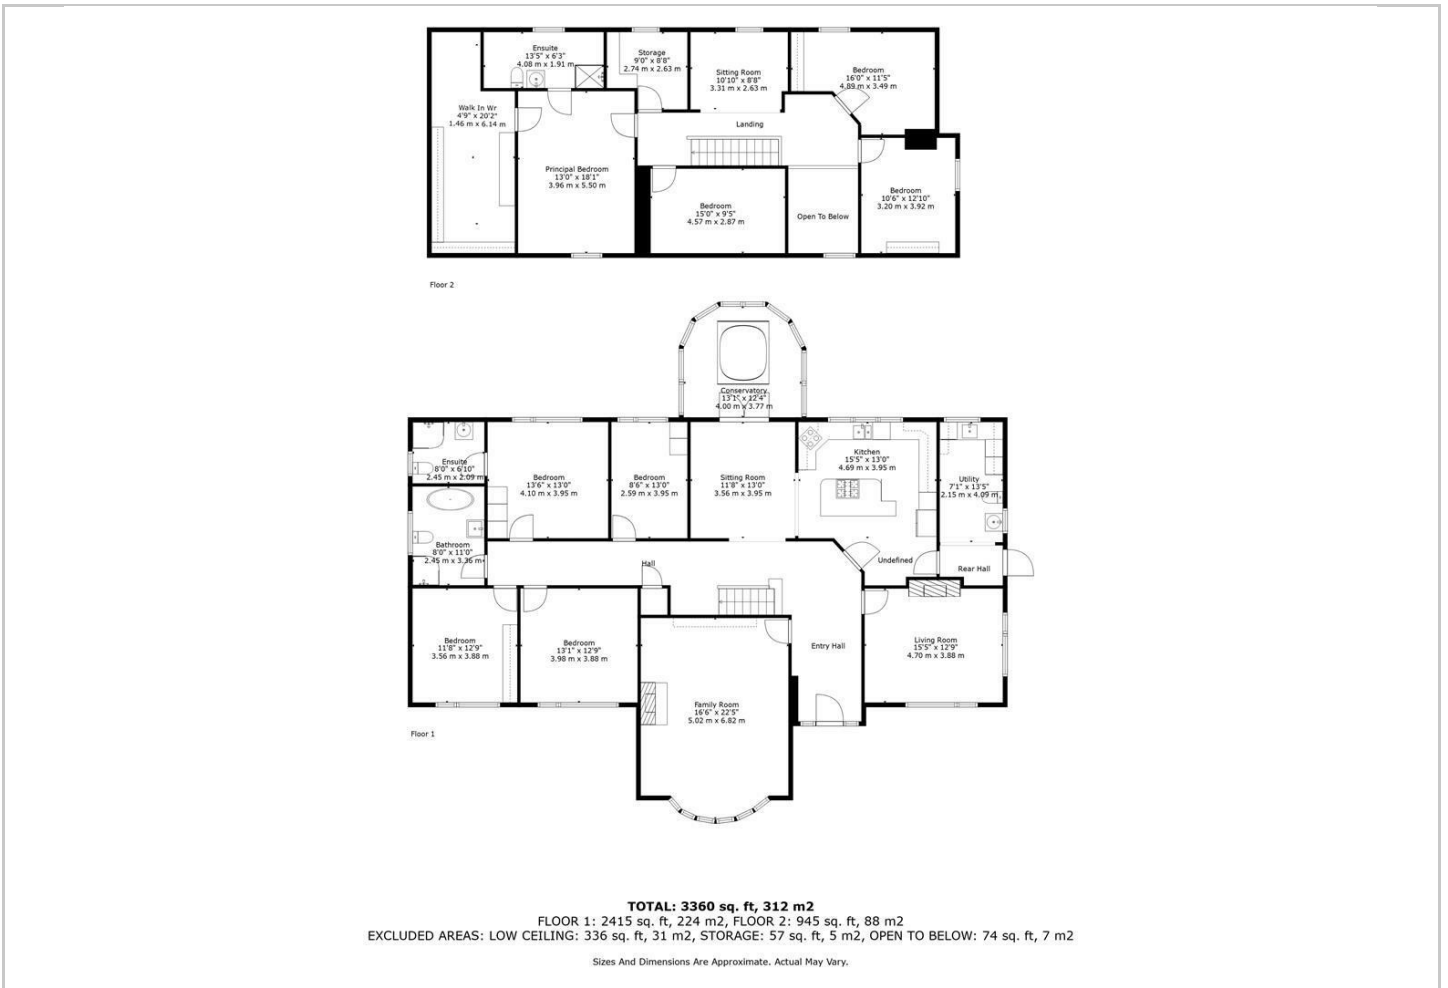 Ensuite
13'5" x 6'3"
4.08 m x 1.91 m
Storage
9'0" x 8'8"
2.74 m x 2.63 m
Sitting Room
10'10" x 8'8"
3.31 m x 2.63 m
Bedroom
16'0" x 11'5"
4.89 m x 3.49 m
Walk In Wr
4'9" x 20'2"
1.46 m x 6.14 m
Landing
Principal Bedroom
13'0" x 18'1"
3.96 m x 5.50 m
Bedroom
15'0" x 9'5"
4.57 m x 2.87 m
Open To Below
Bedroom
10'6" x 12'10"
3.20 m x 3.92 m
Floor 2
Conservatory
13'1" x 12'4"
4.00 m x 3.77 m
Ensuite
8'0" x 6'10"
2.45 m x 2.09 m
Bedroom
13'6" x 13'0"
4.10 m x 3.95 m
Bedroom
8'6" x 13'0"
2.59 m x 3.95 m
Sitting Room
11'8" x 13'0"
3.56 m x 3.95 m
Kitchen
15'5" x 13'0"
4.69 m x 3.95 m
Utility
7'1" x 13'5"
2.15 m x 4.09 m
Bathroom
8'0" x 11'0"
2.45 m x 3.36 m
Hall
Undefined
Rear Hall
Bedroom
11'8" x 12'9"
3.56 m x 3.88 m
Bedroom
13'1" x 12'9"
3.98 m x 3.88 m
Entry Hall
Living Room
15'5" x 12'9"
4.70 m x 3.88 m
Family Room
16'6" x 22'5"
5.02 m x 6.82 m
Floor 1
TOTAL: 3360 sq. ft, 312 m2
FLOOR 1: 2415 sq. ft, 224 m2, FLOOR 2: 945 sq. ft, 88 m2
EXCLUDED AREAS: LOW CEILING: 336 sq. ft, 31 m2, STORAGE: 57 sq. ft, 5 m2, OPEN TO BELOW: 74 sq. ft, 7 m2
Sizes And Dimensions Are Approximate. Actual May Vary.